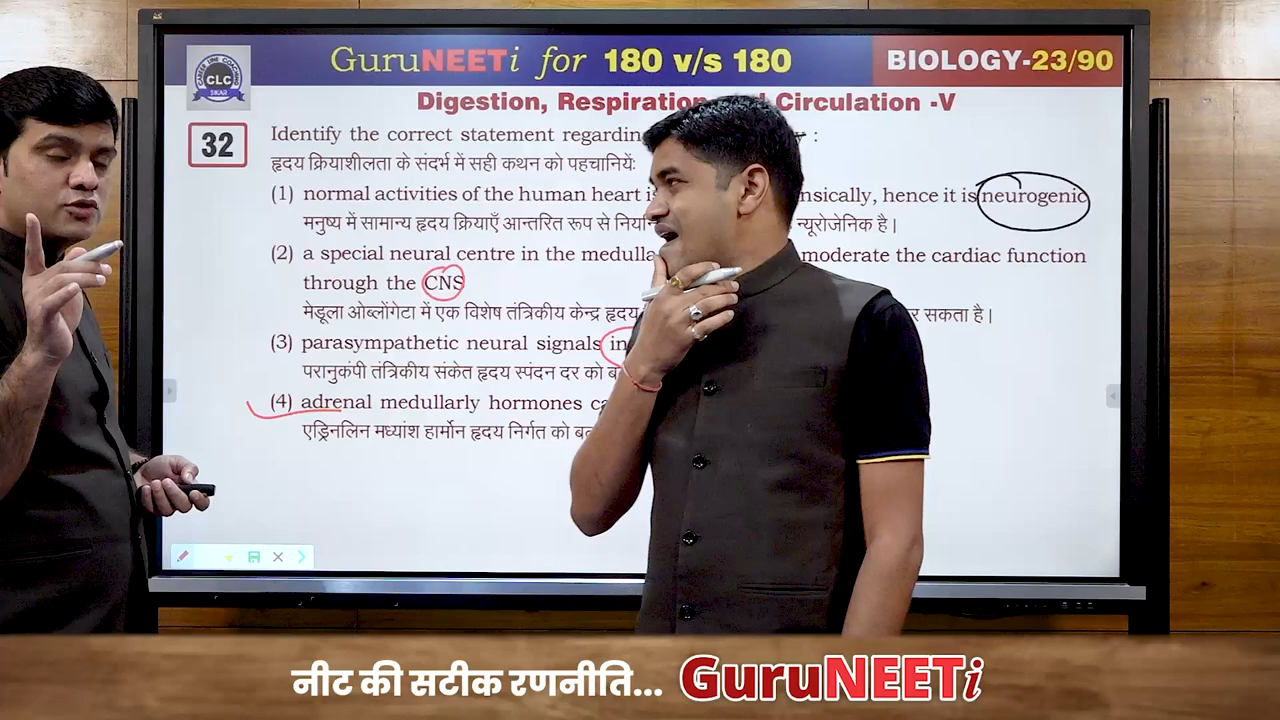 CLC
SIKAR
GuruNEETi for 180 v/s 180
BIOLOGY-23/90
Digestion, Respiration Circulation -V
32
Identify the correct statement :
हृदय क्रियाशीलता के संदर्भ में सही कथन को पहचानिये:
(1) normal activities of the human heart hence it is neurogenic
मनुष्य में सामान्य हृदय क्रियाएँ आन्तरित रूप से न्यूरोजेनिक है।
(2) a special neural centre in the medulla moderate the cardiac function
through the CNS
मेडूला ओब्लोंगेटा में एक विशेष तंत्रिकीय केन्द्र हृदय सकता है।
(3) parasympathetic neural signals
परानुकंपी तंत्रिकीय संकेत हृदय स्पंदन दर को
(4) adrenal medullarly hormones
एड्रिनलिन मध्यांश हार्मोन हृदय निर्गत को
नीट की सटीक रणनीति... GuruNEETi